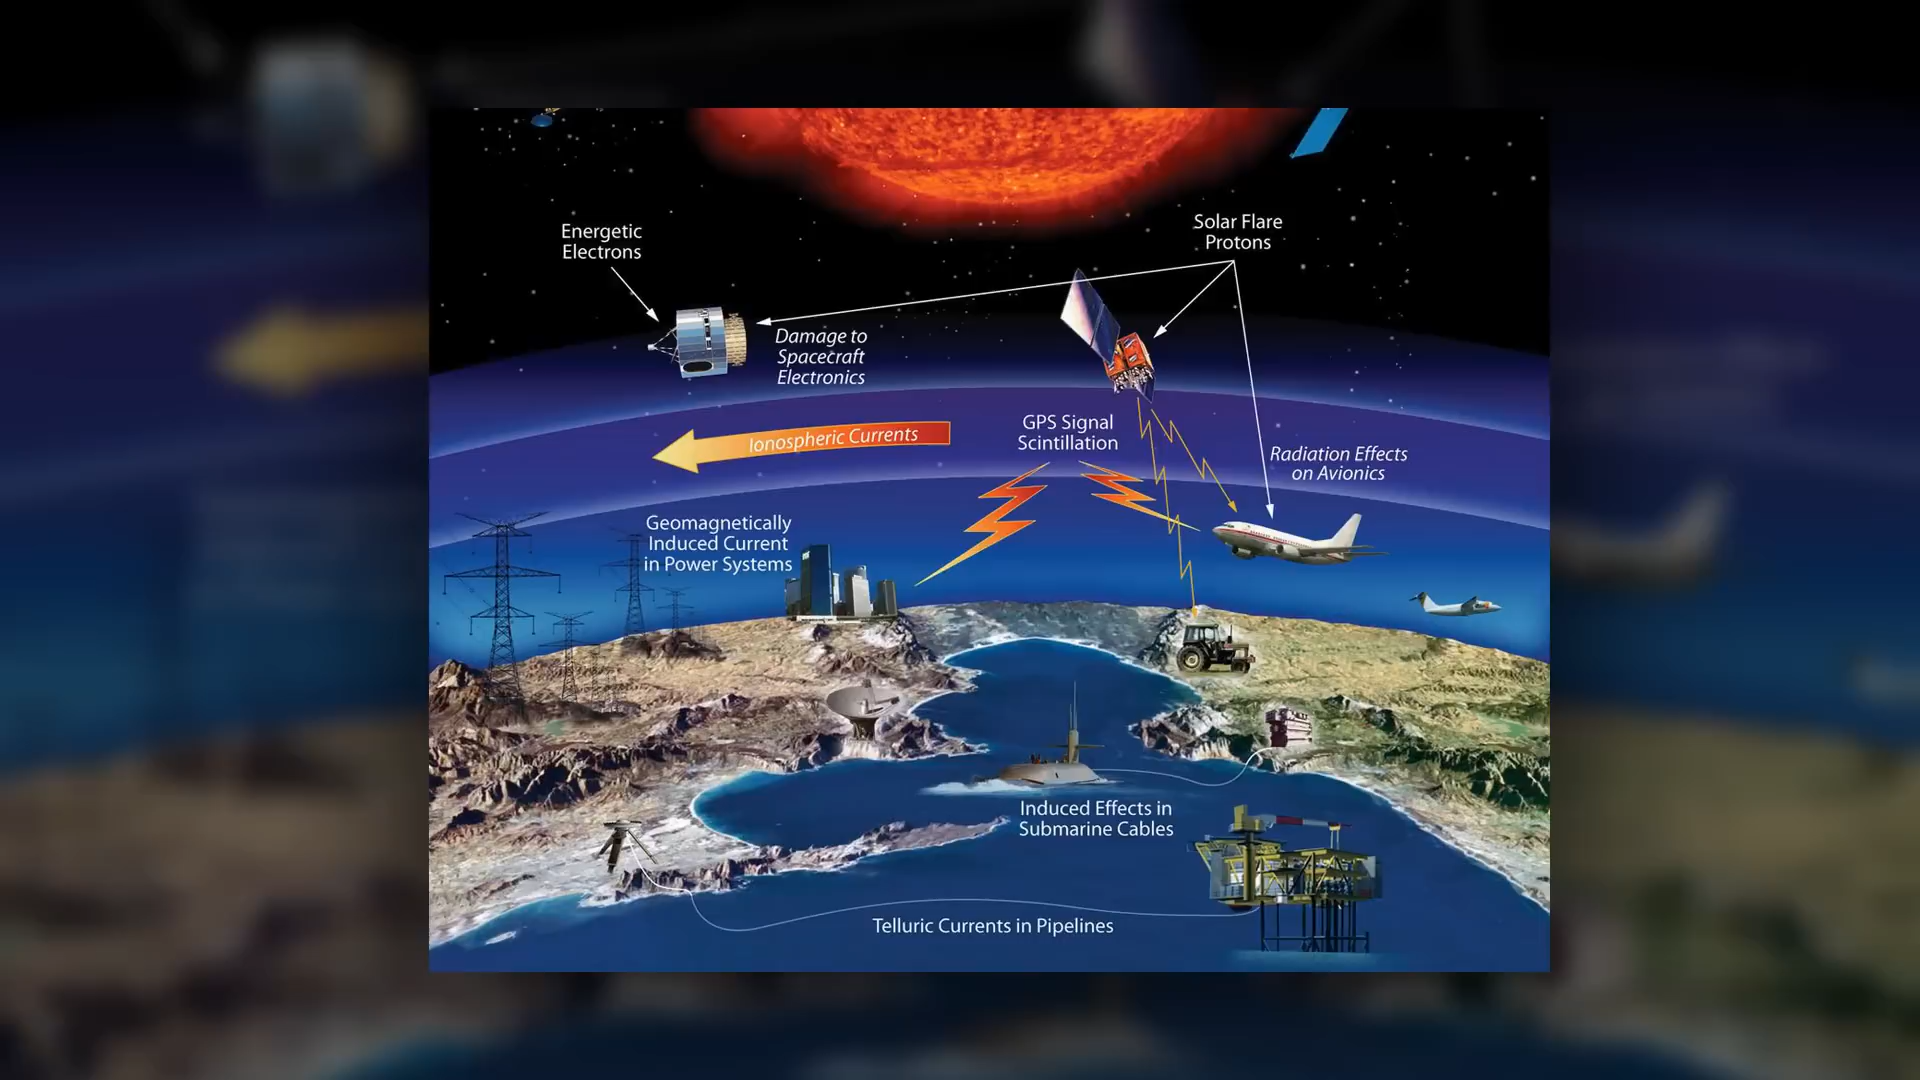 Solar Flare
Protons
Energetic
Electrons
Damage to
Spacecraft
Electronics
GPS Signal
Scintillation
Ionospheric Currents
Radiation Effects
on Avionics
Geomagnetically
Induced Current
in Power Systems
Induced Effects in
Submarine Cables
Telluric Currents in Pipelines